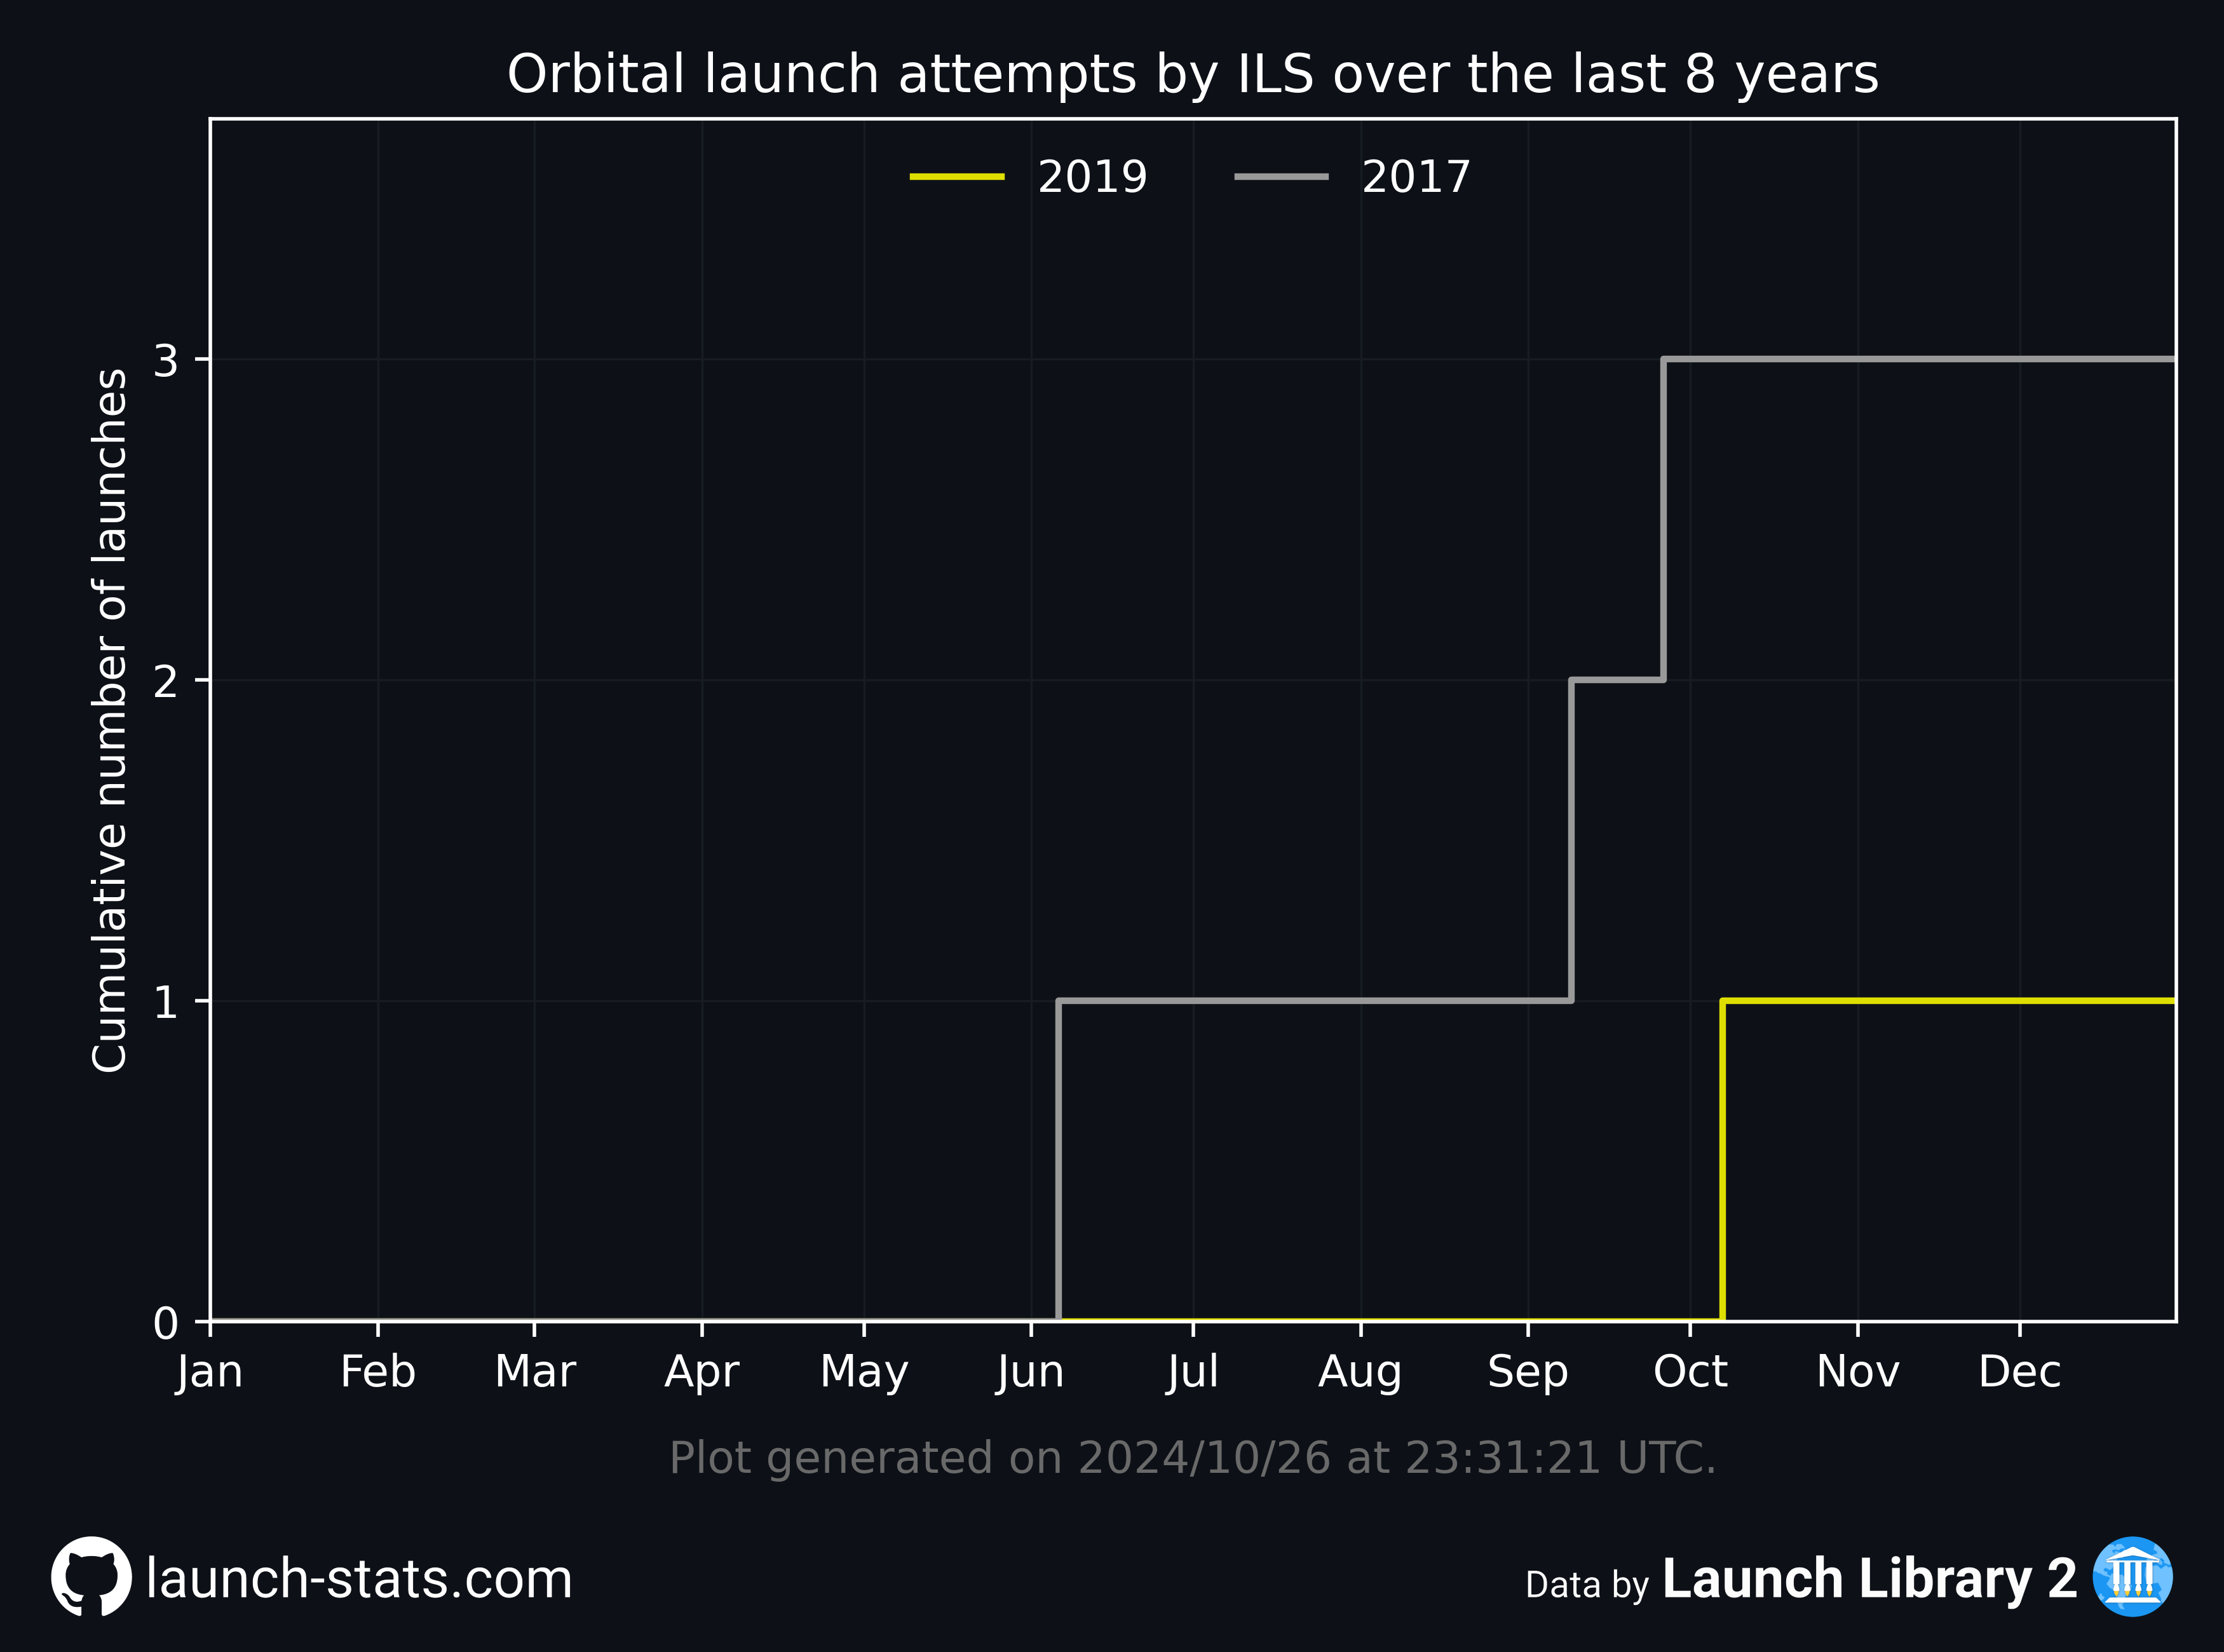 Orbital launch attempts by ILS over the last 8 years
2019 2017
Cumulative number of launches
3
2
1
0
Jan Feb Mar Apr May Jun Jul Aug Sep Oct Nov Dec
Plot generated on 2024/10/26 at 23:31:21 UTC.
launch-stats.com
Data by Launch Library 2